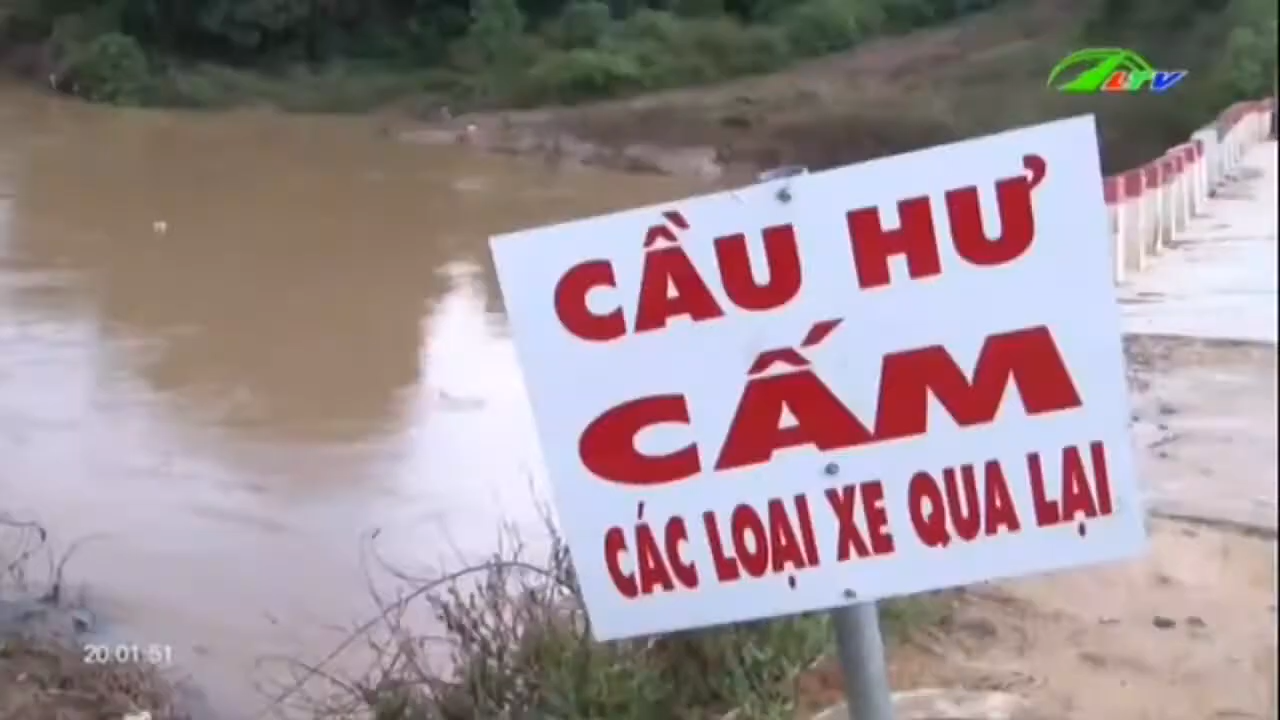 LTV
CẦU HƯ
CẤM
CÁC LOẠI XE QUA LẠI
20:01:51